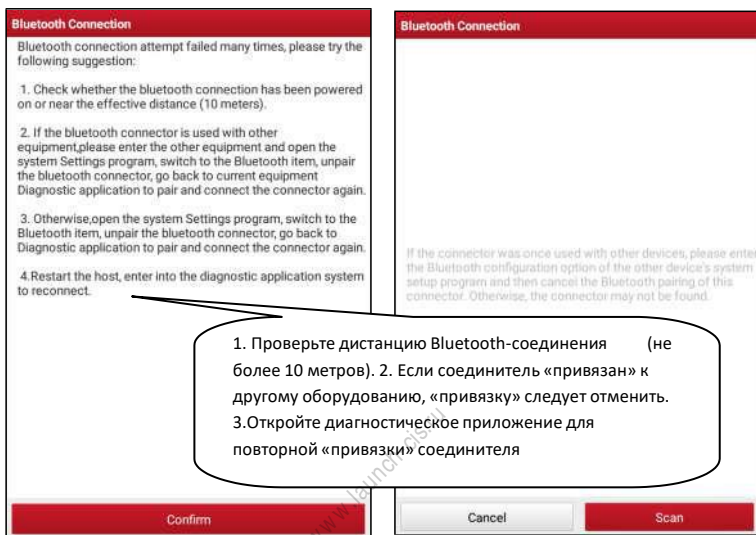 Bluetooth Connection
Bluetooth connection attempt failed many times, please try the
following suggestion:
1. Check whether the bluetooth connection has been powered
on or near the effective distance (10 meters).
2. If the bluetooth connector is used with other
equipment,please enter the other equipment and open the
system Settings program, switch to the Bluetooth item, unpair
the bluetooth connector, go back to current equipment
Diagnostic application to pair and connect the connector again.
3. Otherwise,open the system Settings program, switch to the
Bluetooth item, unpair the bluetooth connector, go back to
Diagnostic application to pair and connect the connector again.
4.Restart the host, enter into the diagnostic application system
to reconnect.
Confirm
Bluetooth Connection
If the connector was once used with other devices, please enter
the Bluetooth configuration option of the other device's system
setup program and then cancel the Bluetooth pairing of this
connector. Otherwise, the connector may not be found.
Cancel
Scan
1. Проверьте дистанцию Bluetooth-соединения (не
более 10 метров). 2. Если соединитель «привязан» к
другому оборудованию, «привязку» следует отменить.
3.Откройте диагностическое приложение для
повторной «привязки» соединителя
www.launch-cis.ru